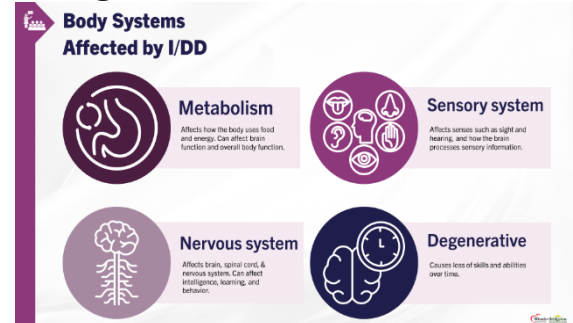 Body Systems
Affected by I/DD
Metabolism
Affects how the body uses food
and energy. Can affect brain
function and overall body function.
Sensory system
Affects senses such as sight and
hearing, and how the brain
processes sensory information.
Nervous system
Affects brain, spinal cord, &
nervous system. Can affect
intelligence, learning, and
behavior.
Degenerative
Causes loss of skills and abilities
over time.